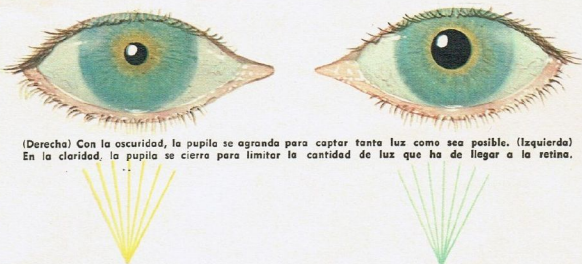 (Derecha) Con la oscuridad, la pupila se agranda para captar tanta luz como sea posible. (Izquierda)
En la claridad, la pupila se cierra para limitar la cantidad de luz que ha de llegar a la retina.